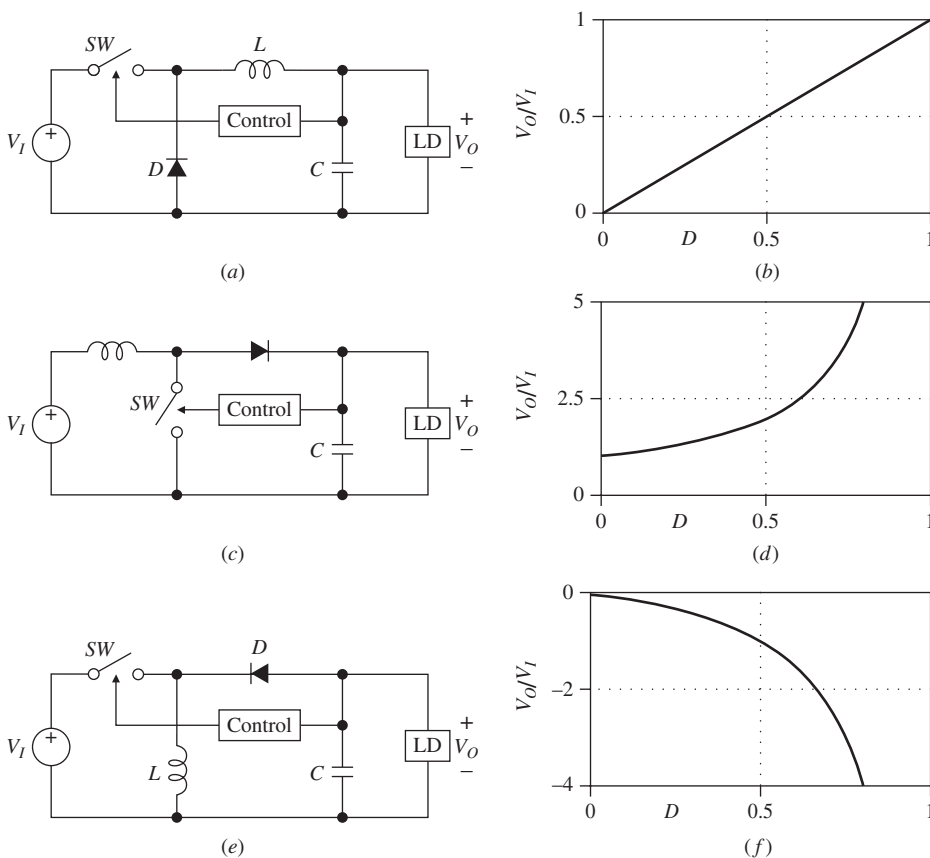 SW
L
Control
V_I
+
D
C
LD
+
V_O
−
(a)
V_O/V_I
1
0.5
0
0
D
0.5
1
(b)
SW
Control
V_I
+
C
LD
+
V_O
−
(c)
V_O/V_I
5
2.5
0
0
D
0.5
1
(d)
SW
D
Control
V_I
+
L
C
LD
+
V_O
−
(e)
V_O/V_I
0
−2
−4
0
D
0.5
1
(f)